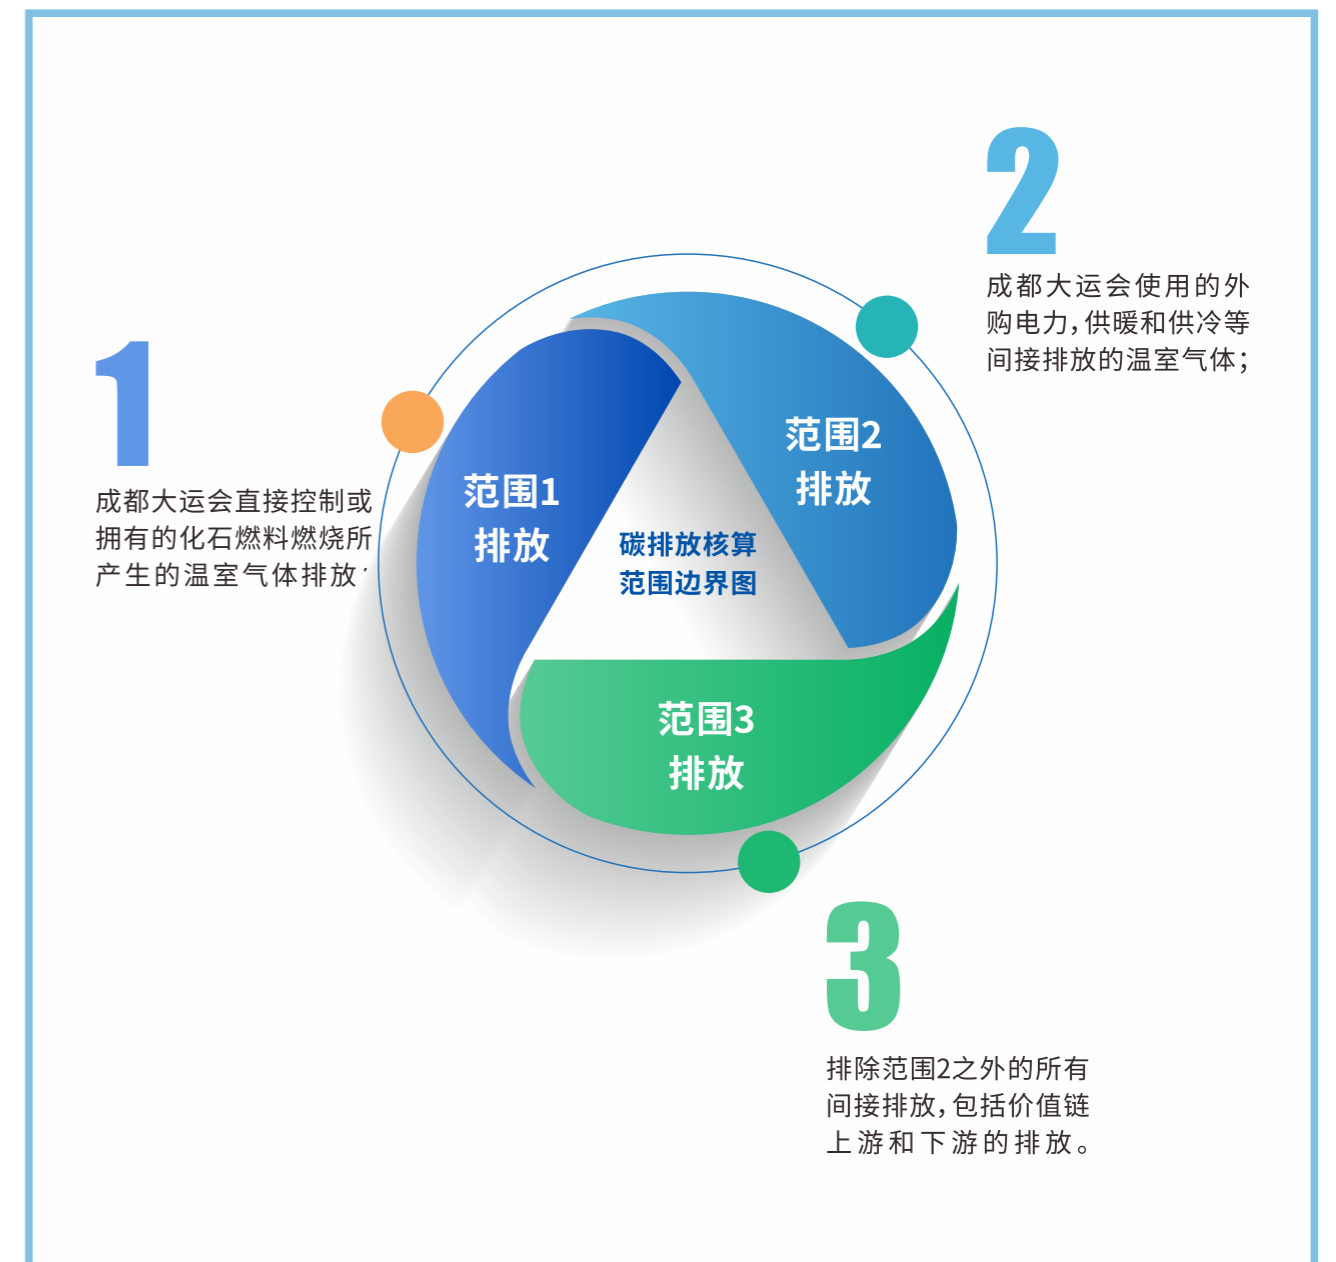 1
成都大运会直接控制或
拥有的化石燃料燃烧所
产生的温室气体排放;
2
成都大运会使用的外
购电力,供暖和供冷等
间接排放的温室气体;
范围1
排放
范围2
排放
碳排放核算
范围边界图
范围3
排放
3
排除范围2之外的所有
间接排放,包括价值链
上游和下游的排放。